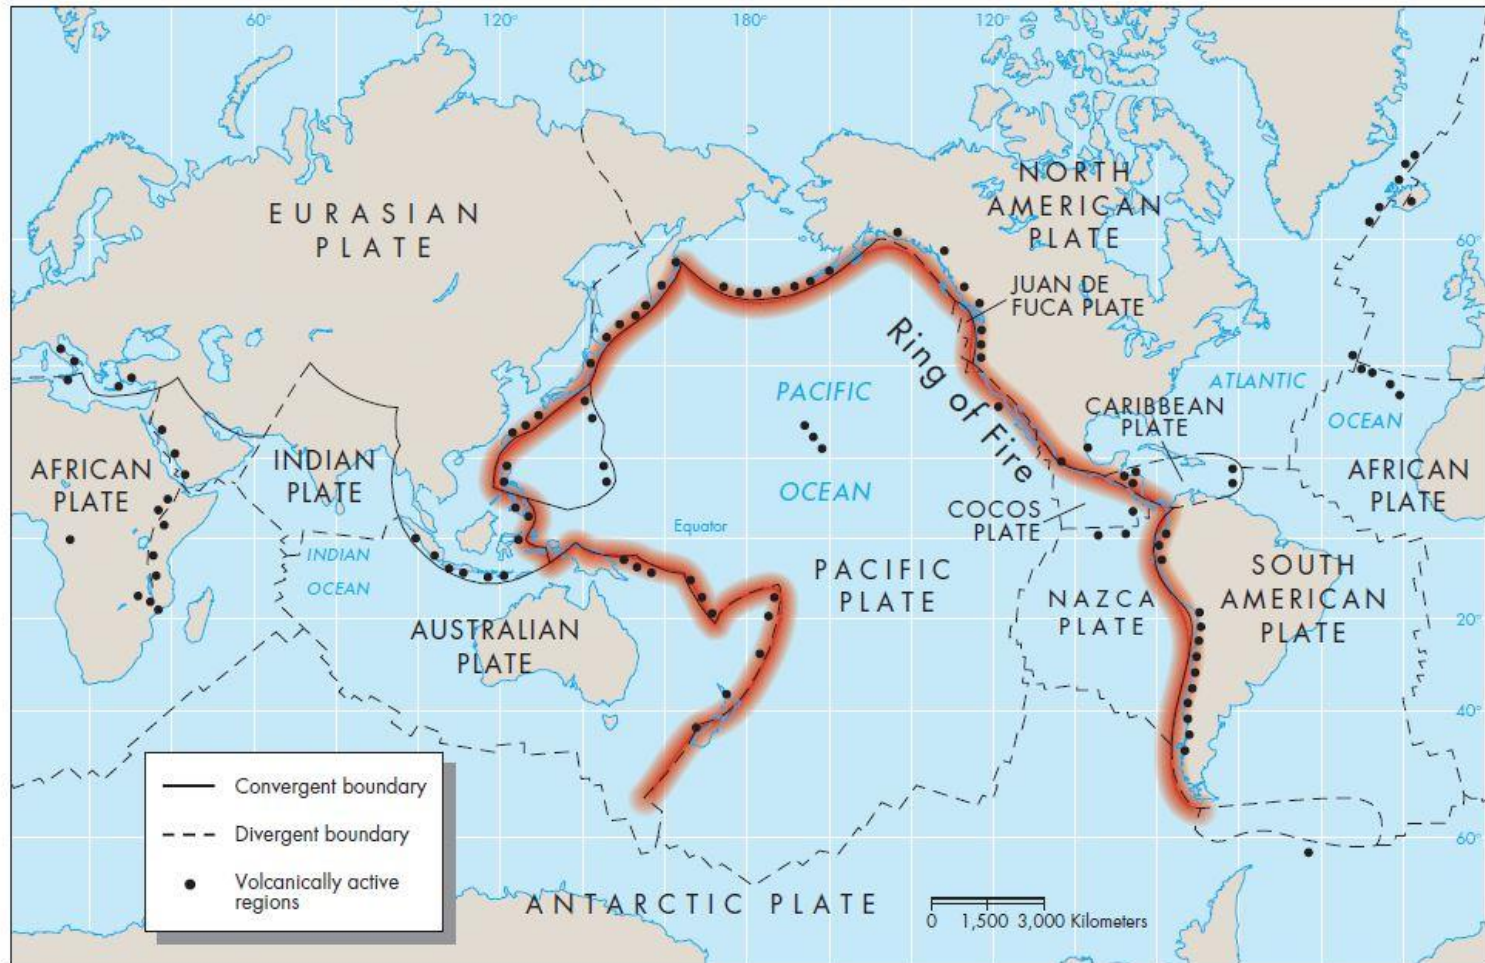 60°
120°
180°
120°
EURASIAN
PLATE
NORTH
AMERICAN
PLATE
60°
JUAN DE
FUCA PLATE
Ring of Fire
PACIFIC
OCEAN
ATLANTIC
OCEAN
CARIBBEAN
PLATE
AFRICAN
PLATE
INDIAN
PLATE
AFRICAN
PLATE
COCOS
PLATE
Equator
INDIAN
OCEAN
PACIFIC
PLATE
NAZCA
PLATE
SOUTH
AMERICAN
PLATE
20°
AUSTRALIAN
PLATE
40°
60°
Convergent boundary
Divergent boundary
Volcanically active
regions
ANTARCTIC PLATE
0 1,500 3,000 Kilometers